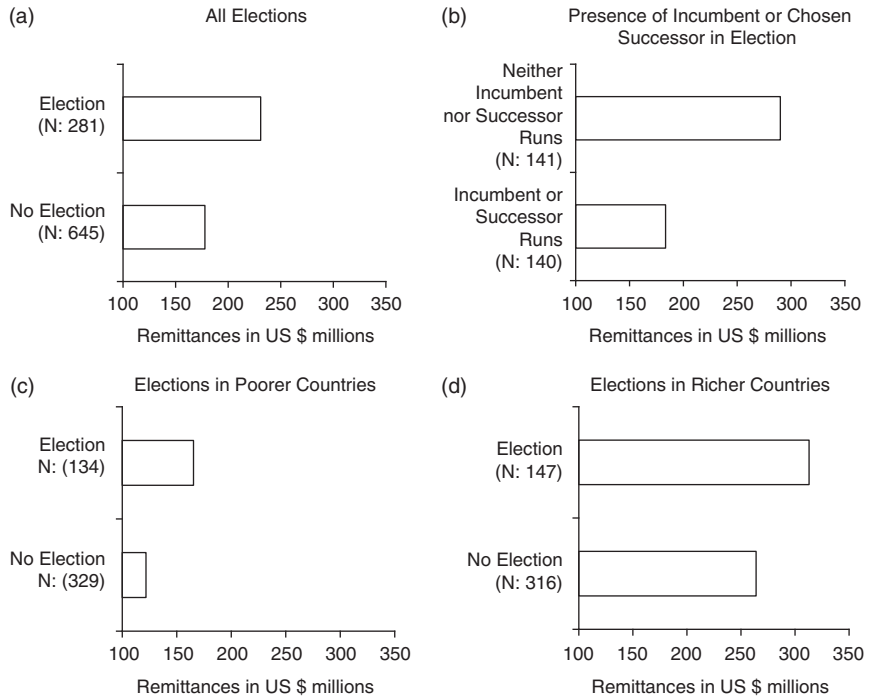 (a)
All Elections
Election
(N: 281)
No Election
(N: 645)
100 150 200 250 300 350
Remittances in US $ millions
(b)
Presence of Incumbent or Chosen
Successor in Election
Neither
Incumbent
nor Successor
Runs
(N: 141)
Incumbent or
Successor
Runs
(N: 140)
100 150 200 250 300 350
Remittances in US $ millions
(c)
Elections in Poorer Countries
Election
N: (134)
No Election
N: (329)
100 150 200 250 300 350
Remittances in US $ millions
(d)
Elections in Richer Countries
Election
(N: 147)
No Election
(N: 316)
100 150 200 250 300 350
Remittances in US $ millions